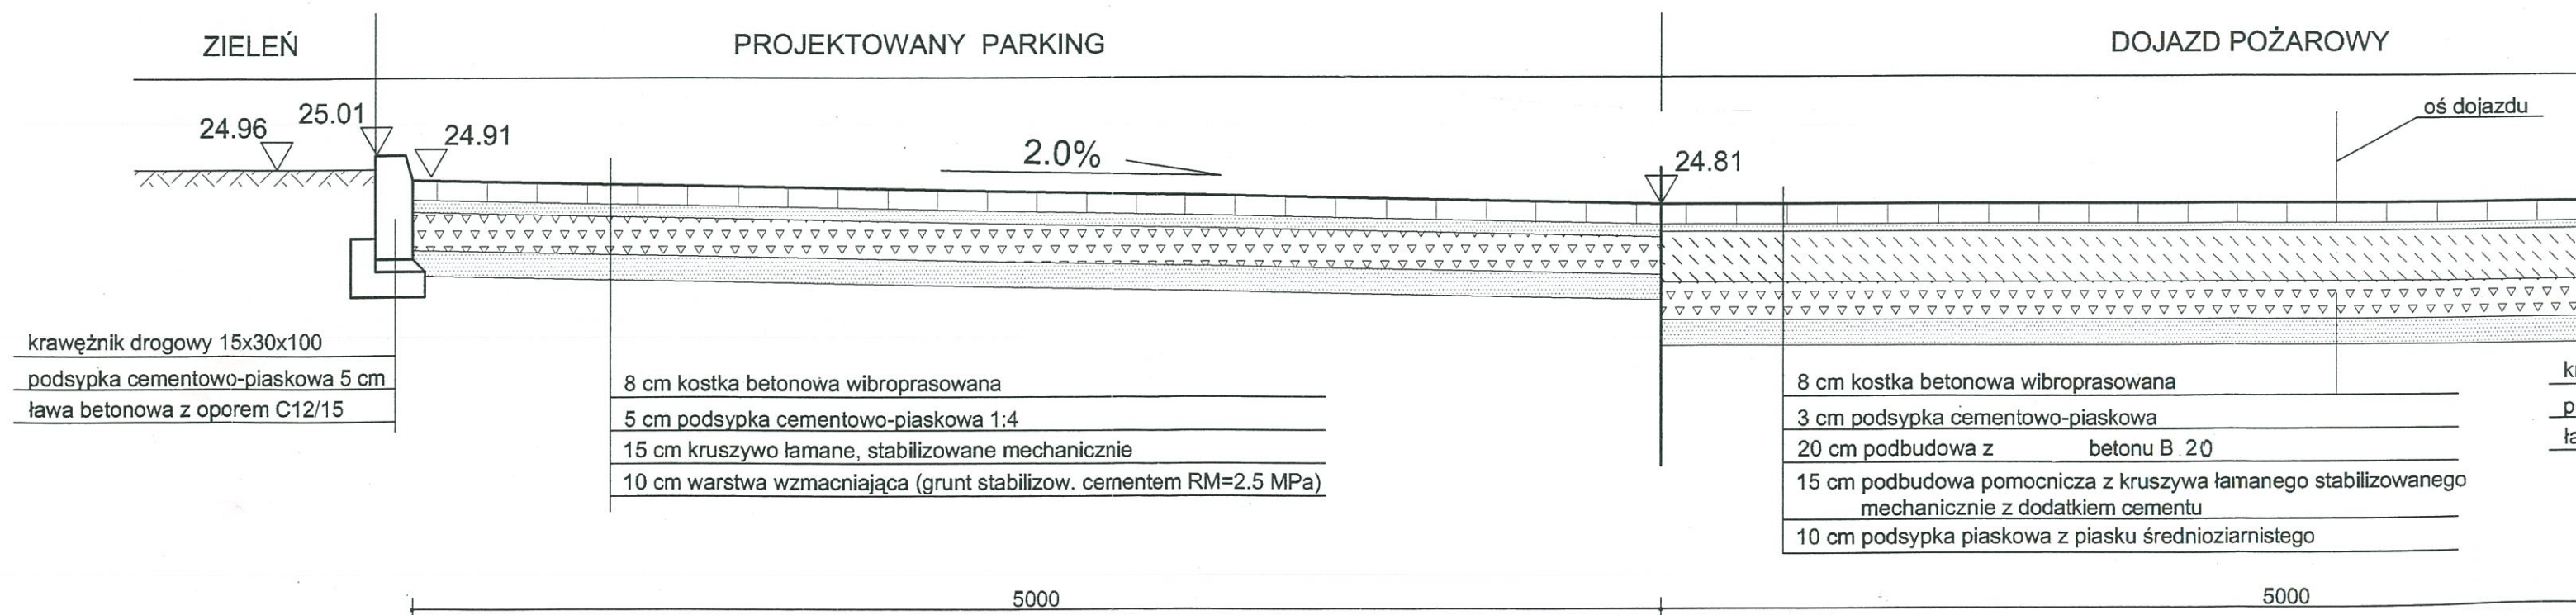 ZIELEŃ
PROJEKTOWANY PARKING
DOJAZD POŻAROWY
24.96
25.01
24.91
2.0%
24.81
oś dojazdu
krawężnik drogowy 15x30x100
podsypka cementowo-piaskowa 5 cm
ława betonowa z oporem C12/15
8 cm kostka betonowa wibroprasowana
5 cm podsypka cementowo-piaskowa 1:4
15 cm kruszywo łamane, stabilizowane mechanicznie
10 cm warstwa wzmacniająca (grunt stabilizow. cementem RM=2.5 MPa)
8 cm kostka betonowa wibroprasowana
3 cm podsypka cementowo-piaskowa
20 cm podbudowa z betonu B 20
15 cm podbudowa pomocnicza z kruszywa łamanego stabilizowanego
mechanicznie z dodatkiem cementu
10 cm podsypka piaskowa z piasku średnioziarnistego
5000
5000